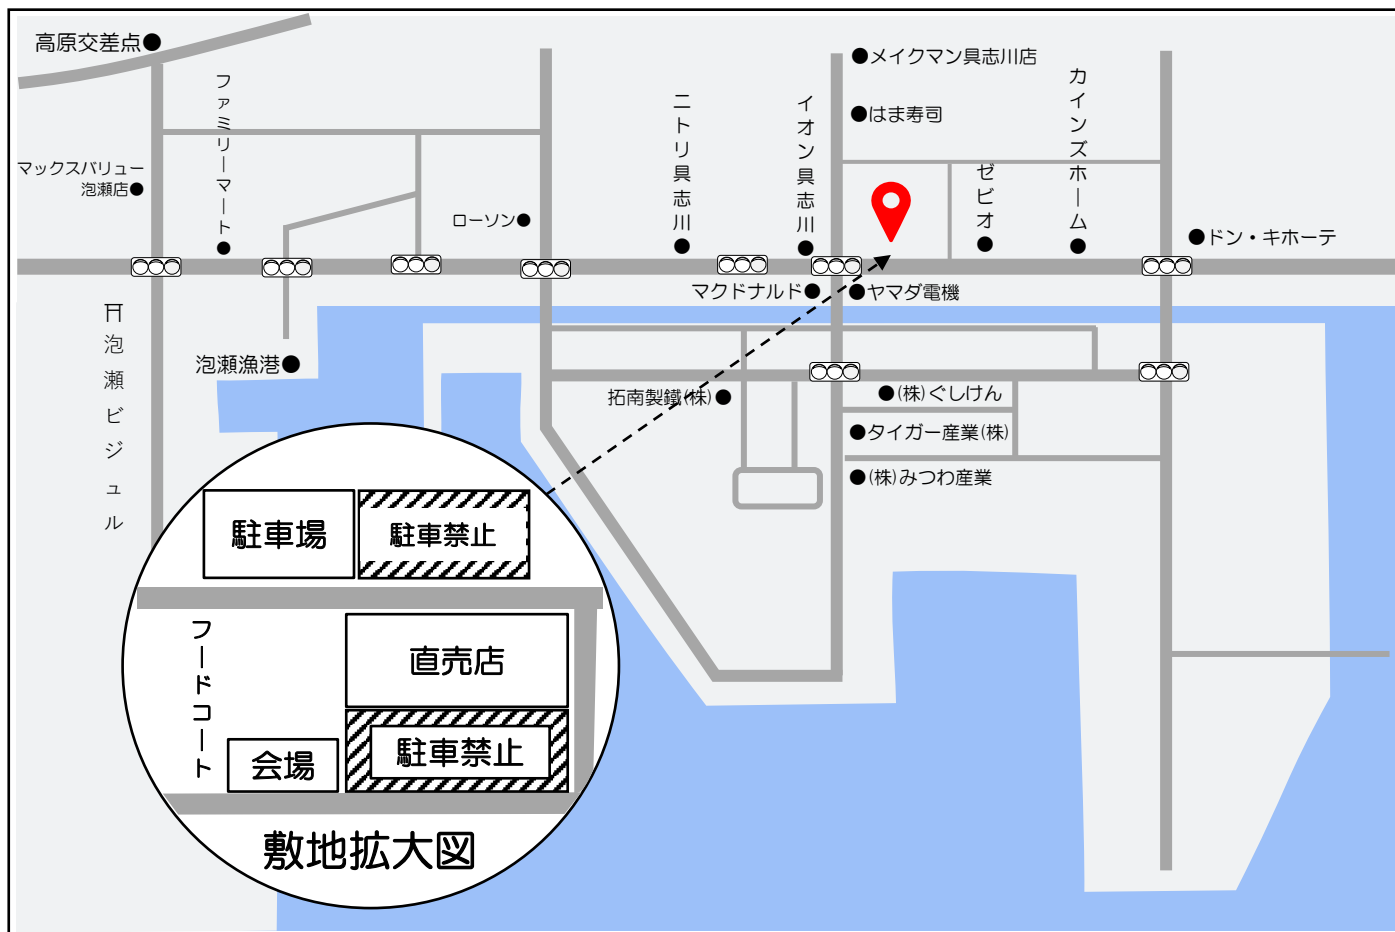 高原交差点
メイクマン具志川店
カインズホーム
ファミリーマート
ニトリ具志川
イオン具志川
はま寿司
マックスバリュー
泡瀬店
ゼビオ
ローソン
ドン・キホーテ
マクドナルド
ヤマダ電機
泡瀬ビジュル
泡瀬漁港
拓南製鐵(株)
(株)ぐしけん
タイガー産業(株)
(株)みつわ産業
駐車場
駐車禁止
フードコート
直売店
駐車禁止
会場
敷地拡大図